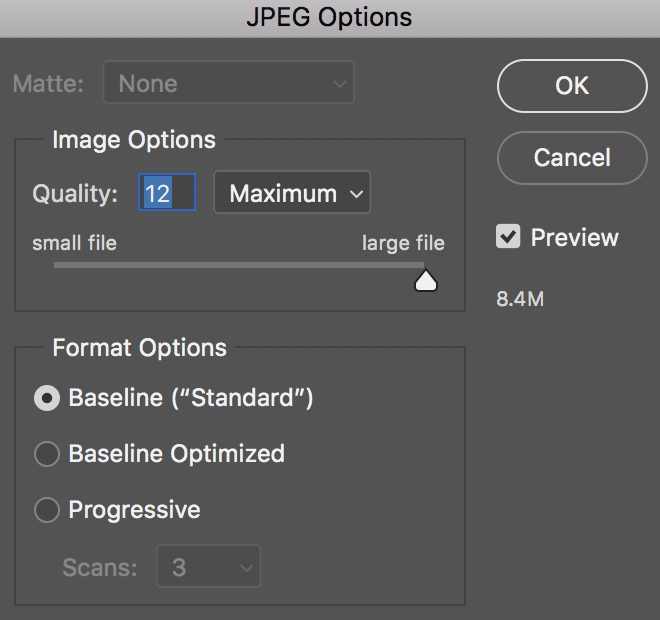 JPEG Options
Matte: None
OK
Image Options
Quality: 12 Maximum
Cancel
small file large file
Preview
8.4M
Format Options
Baseline (“Standard”)
Baseline Optimized
Progressive
Scans: 3